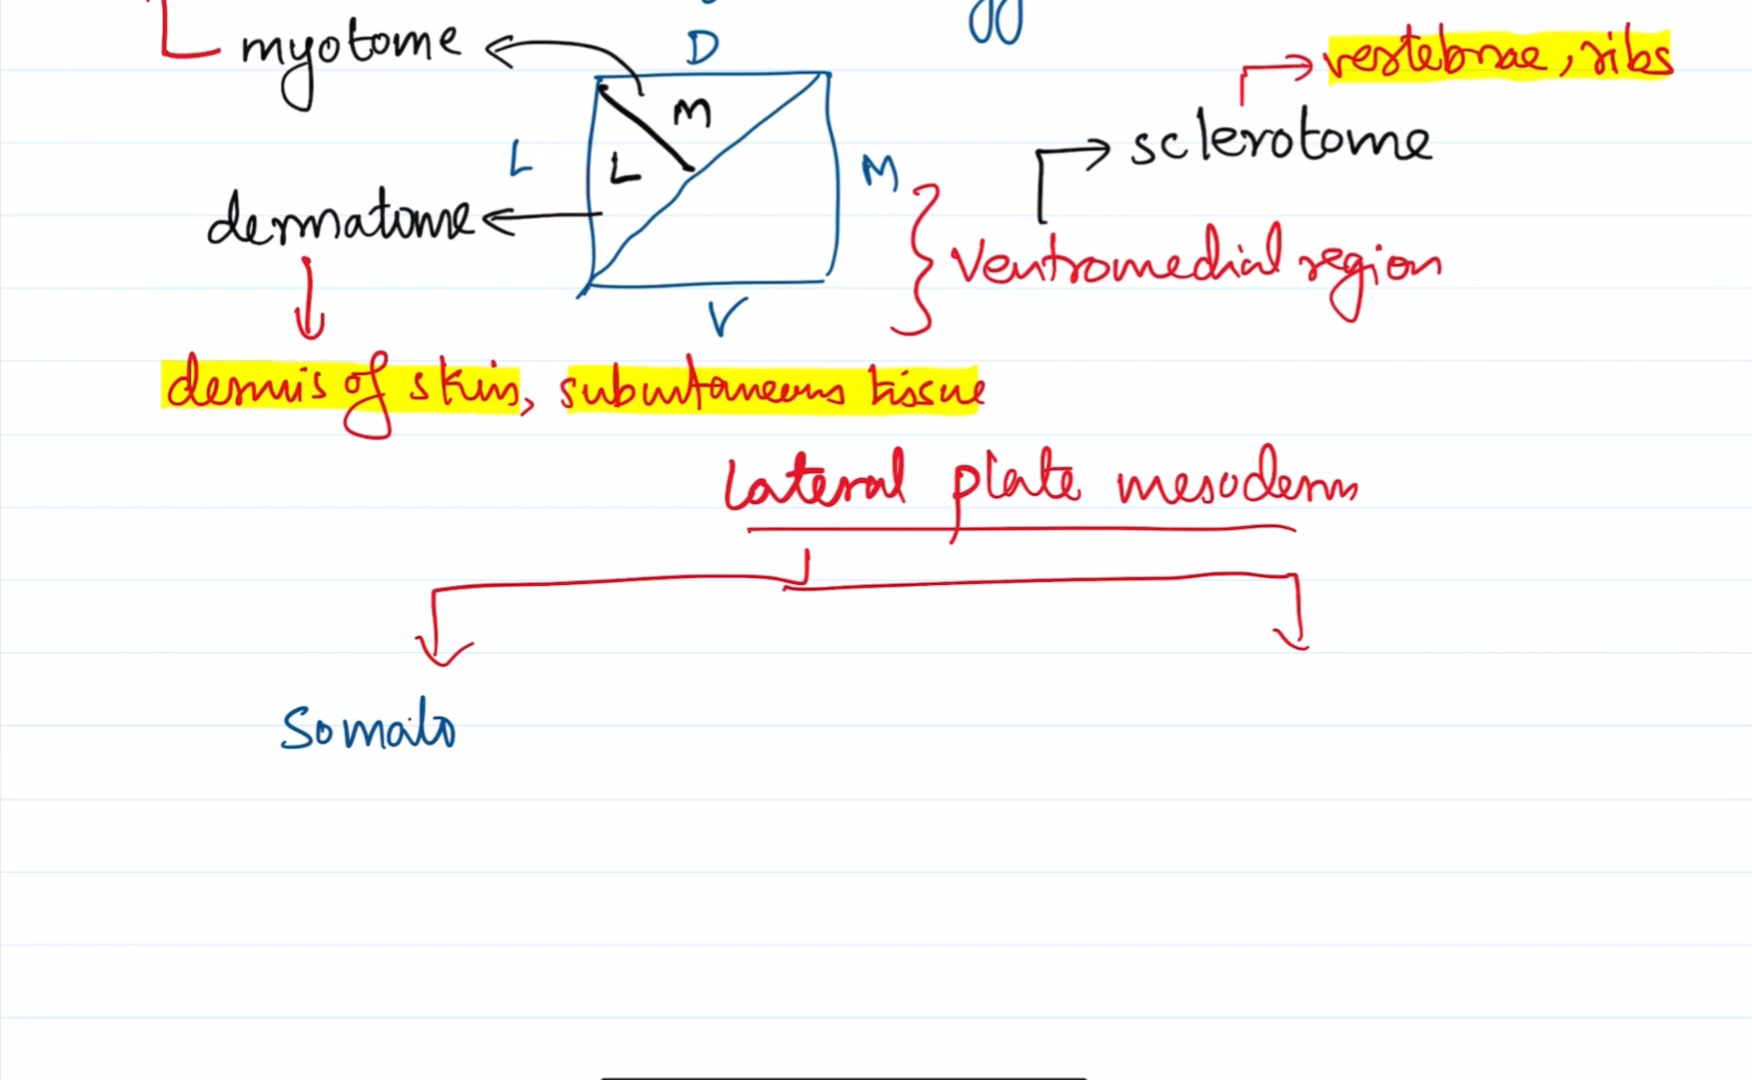 myotome
D
vertebrae, ribs
M
sclerotome
L
L
M
dermatome
Ventromedial region
V
dermis of skin, subcutaneous tissue
Lateral plate mesoderm
Somato